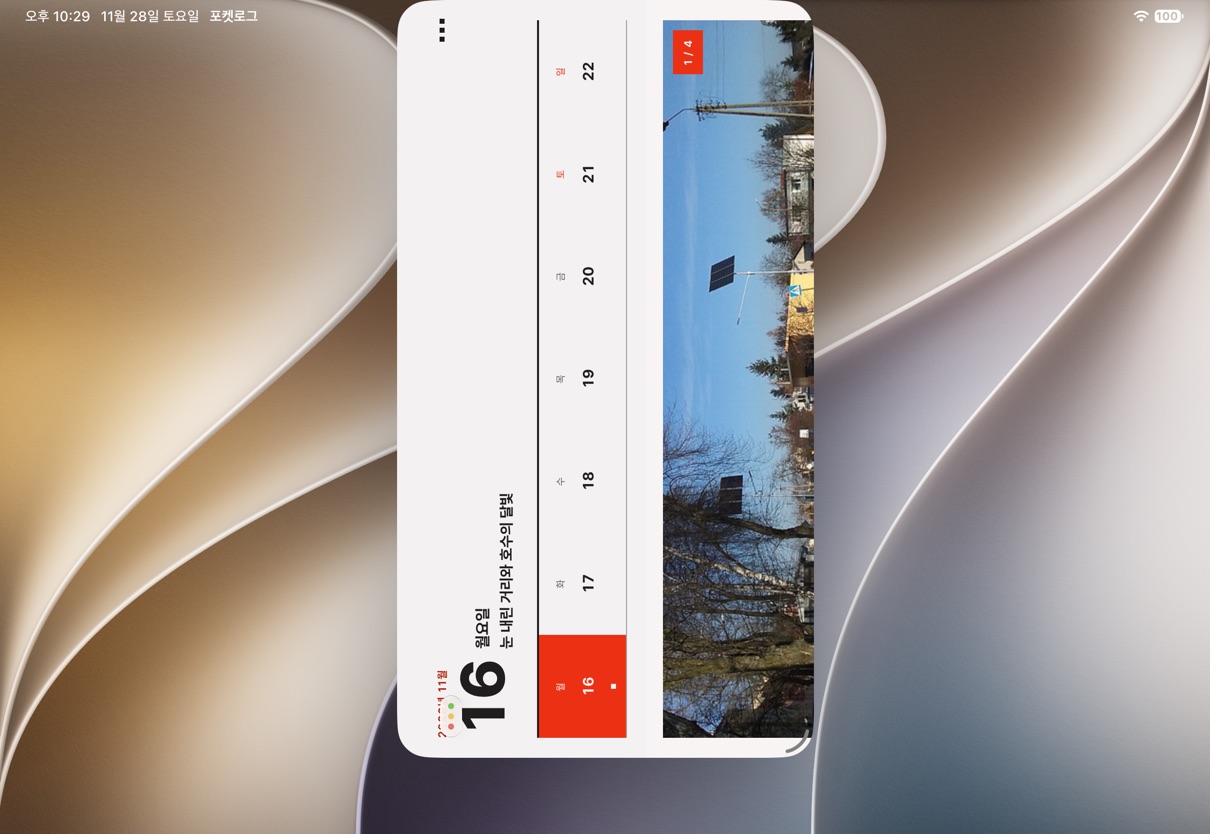 오후 10:29 11월 28일 토요일 포켓로그
100
11월
16
월요일
눈 내린 거리와 호수의 달빛
월 화 수 목 금 토 일
16 17 18 19 20 21 22
1 / 4